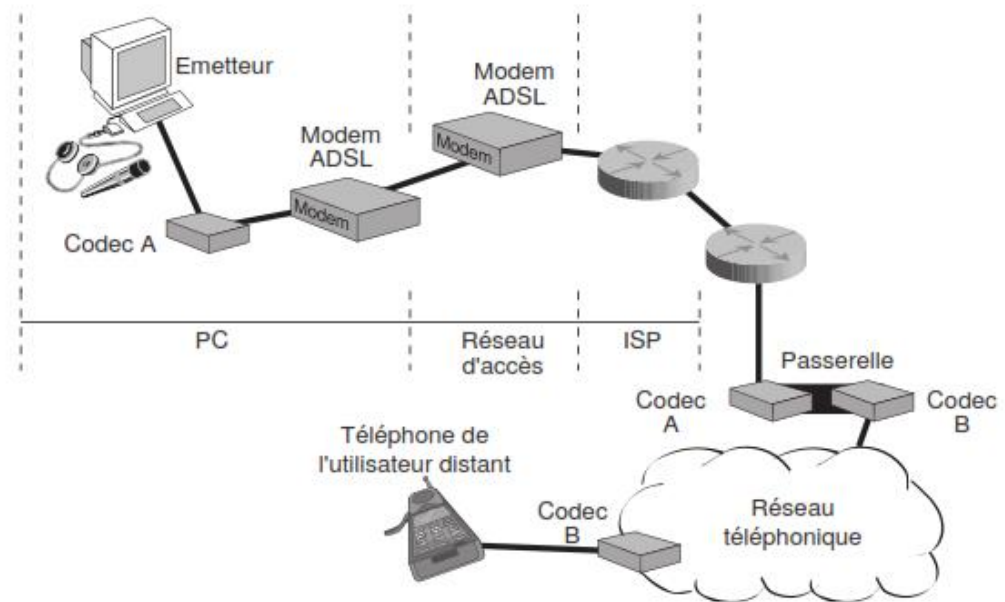 Emetteur
Modem
ADSL
Modem
ADSL
Modem
Modem
Codec A
PC
Réseau
d'accès
ISP
Passerelle
Codec
A
Codec
B
Téléphone de
l'utilisateur distant
Codec
B
Réseau
téléphonique